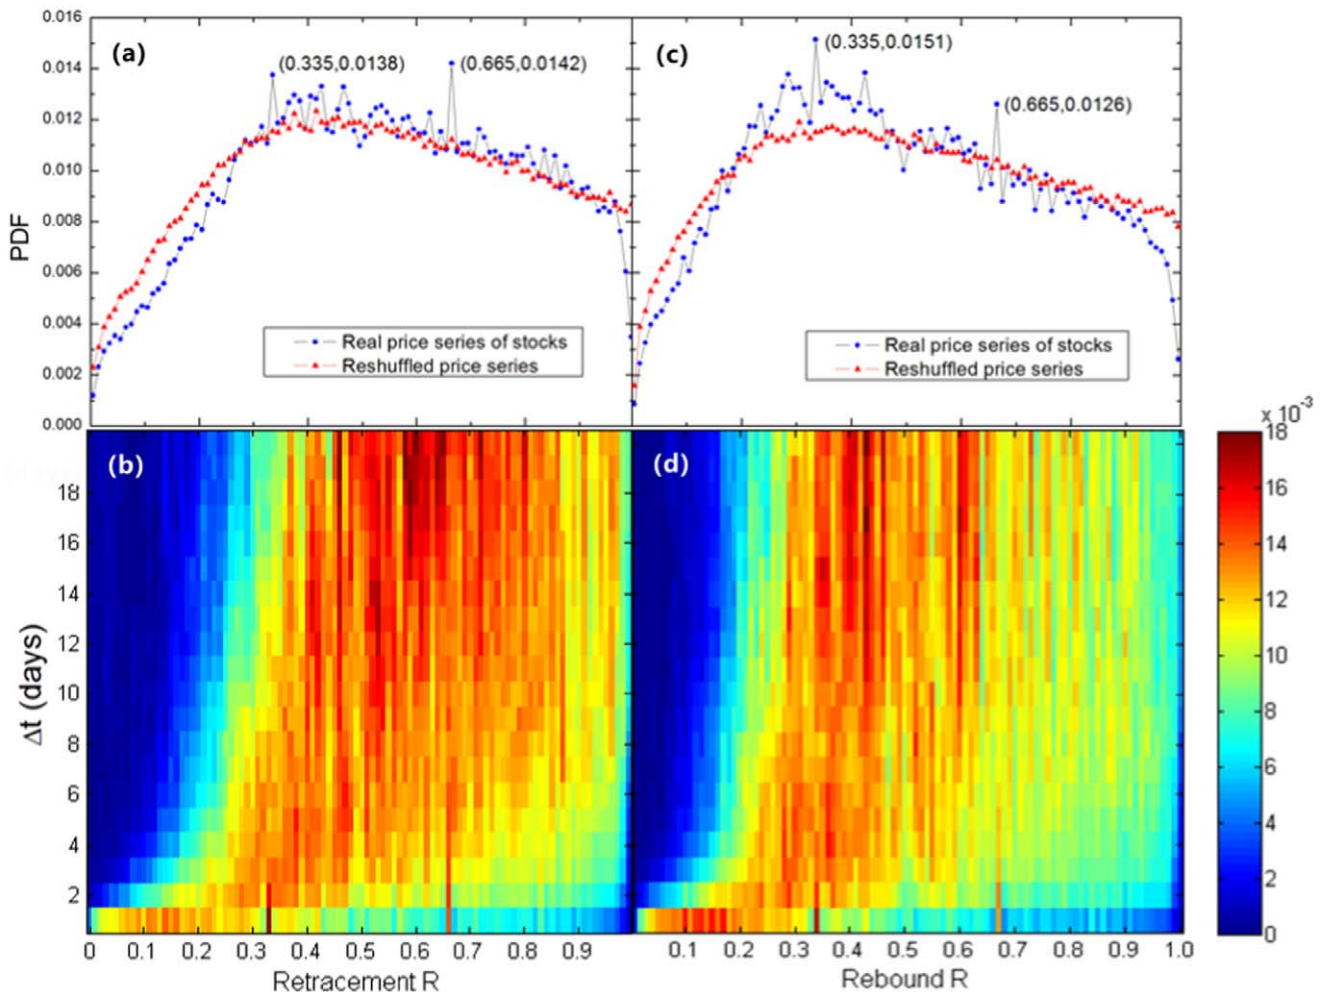 0.016
0.014
0.012
0.010
0.008
0.006
0.004
0.002
0.000
PDF
(a)
(0.335,0.0138)
(0.665,0.0142)
Real price series of stocks
Reshuffled price series
(c)
(0.335,0.0151)
(0.665,0.0126)
Real price series of stocks
Reshuffled price series
(b)
18
16
14
12
10
8
6
4
2
Δt (days)
0 0.1 0.2 0.3 0.4 0.5 0.6 0.7 0.8 0.9
Retracement R
(d)
0.1 0.2 0.3 0.4 0.5 0.6 0.7 0.8 0.9 1.0
Rebound R
x 10-3
18
16
14
12
10
8
6
4
2
0